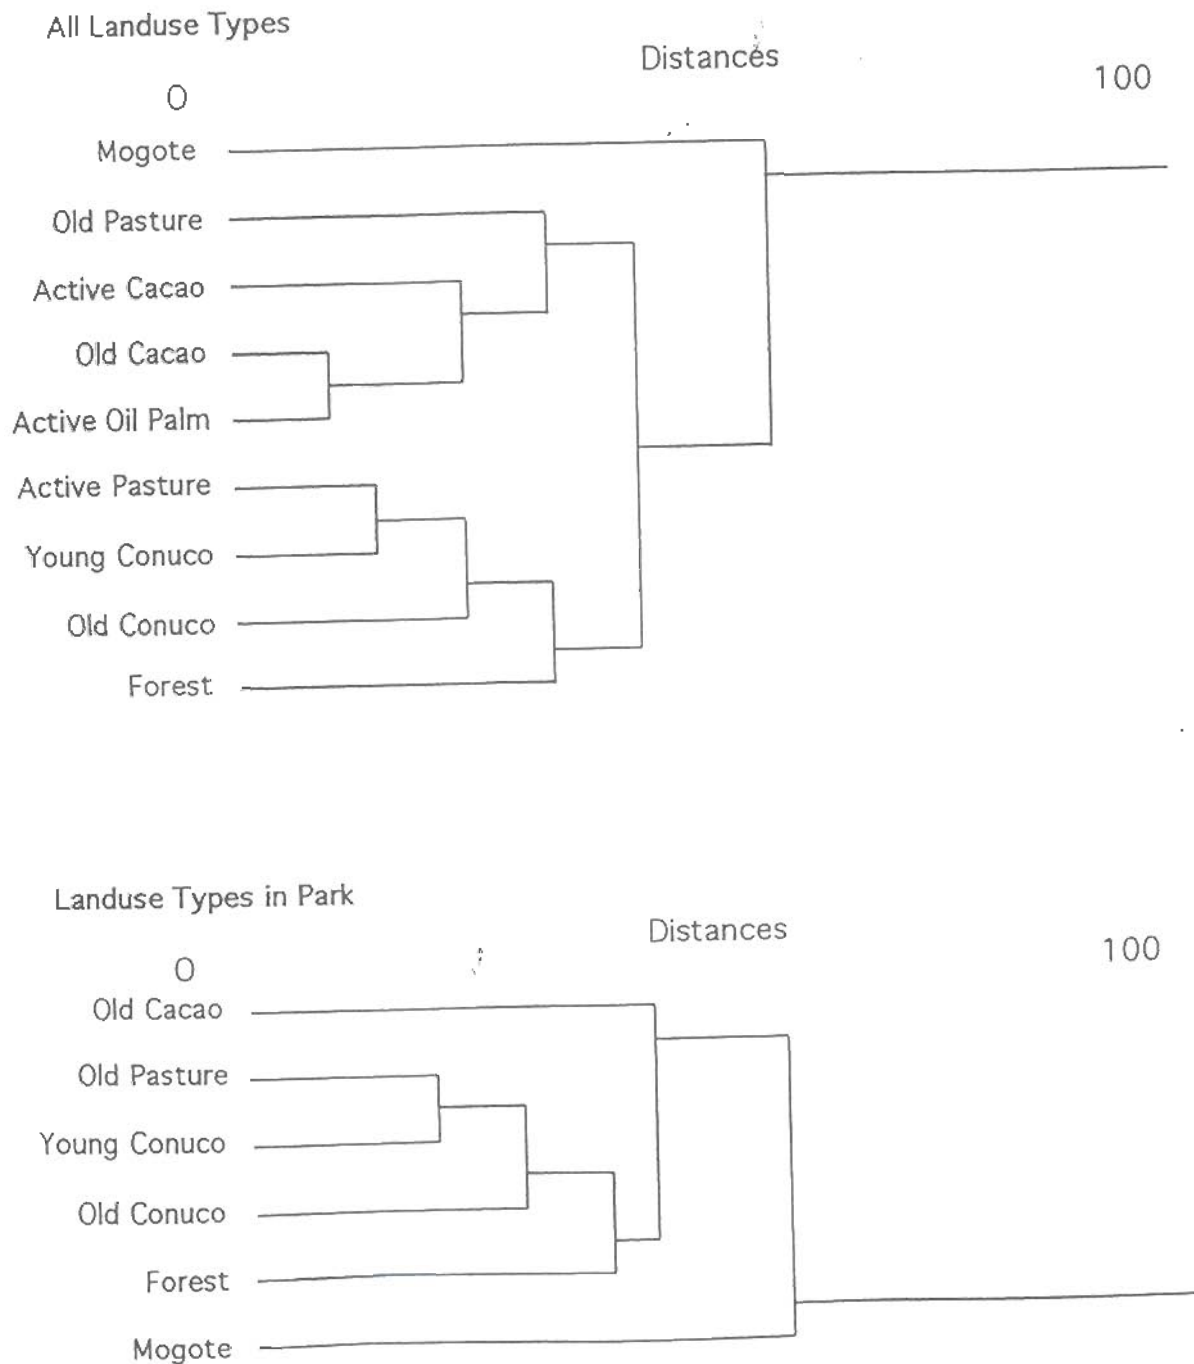 All Landuse Types
Distances
0 100
Mogote
Old Pasture
Active Cacao
Old Cacao
Active Oil Palm
Active Pasture
Young Conuco
Old Conuco
Forest
Landuse Types in Park
Distances
0 100
Old Cacao
Old Pasture
Young Conuco
Old Conuco
Forest
Mogote